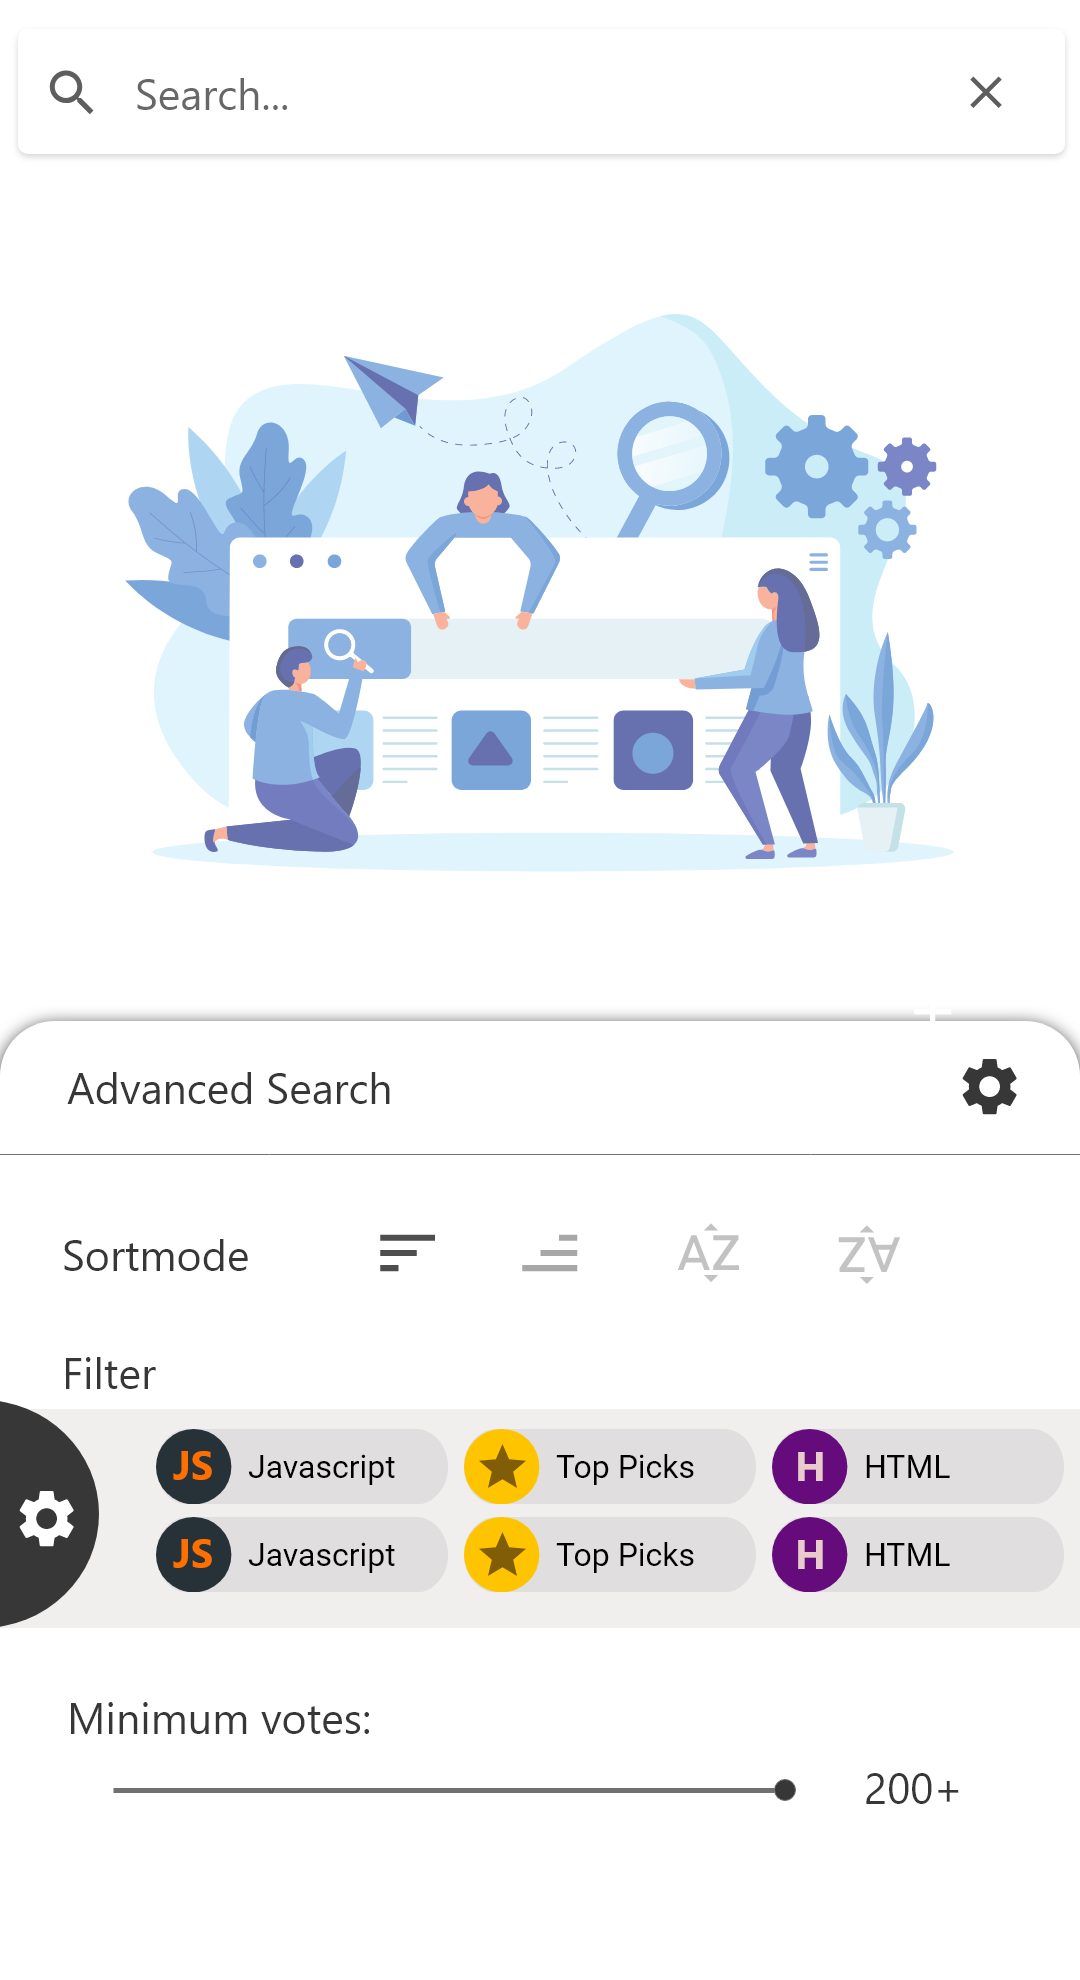 Search...
Advanced Search
Sortmode AZ ZA
Filter
JS Javascript Top Picks H HTML
JS Javascript Top Picks H HTML
Minimum votes:
200+